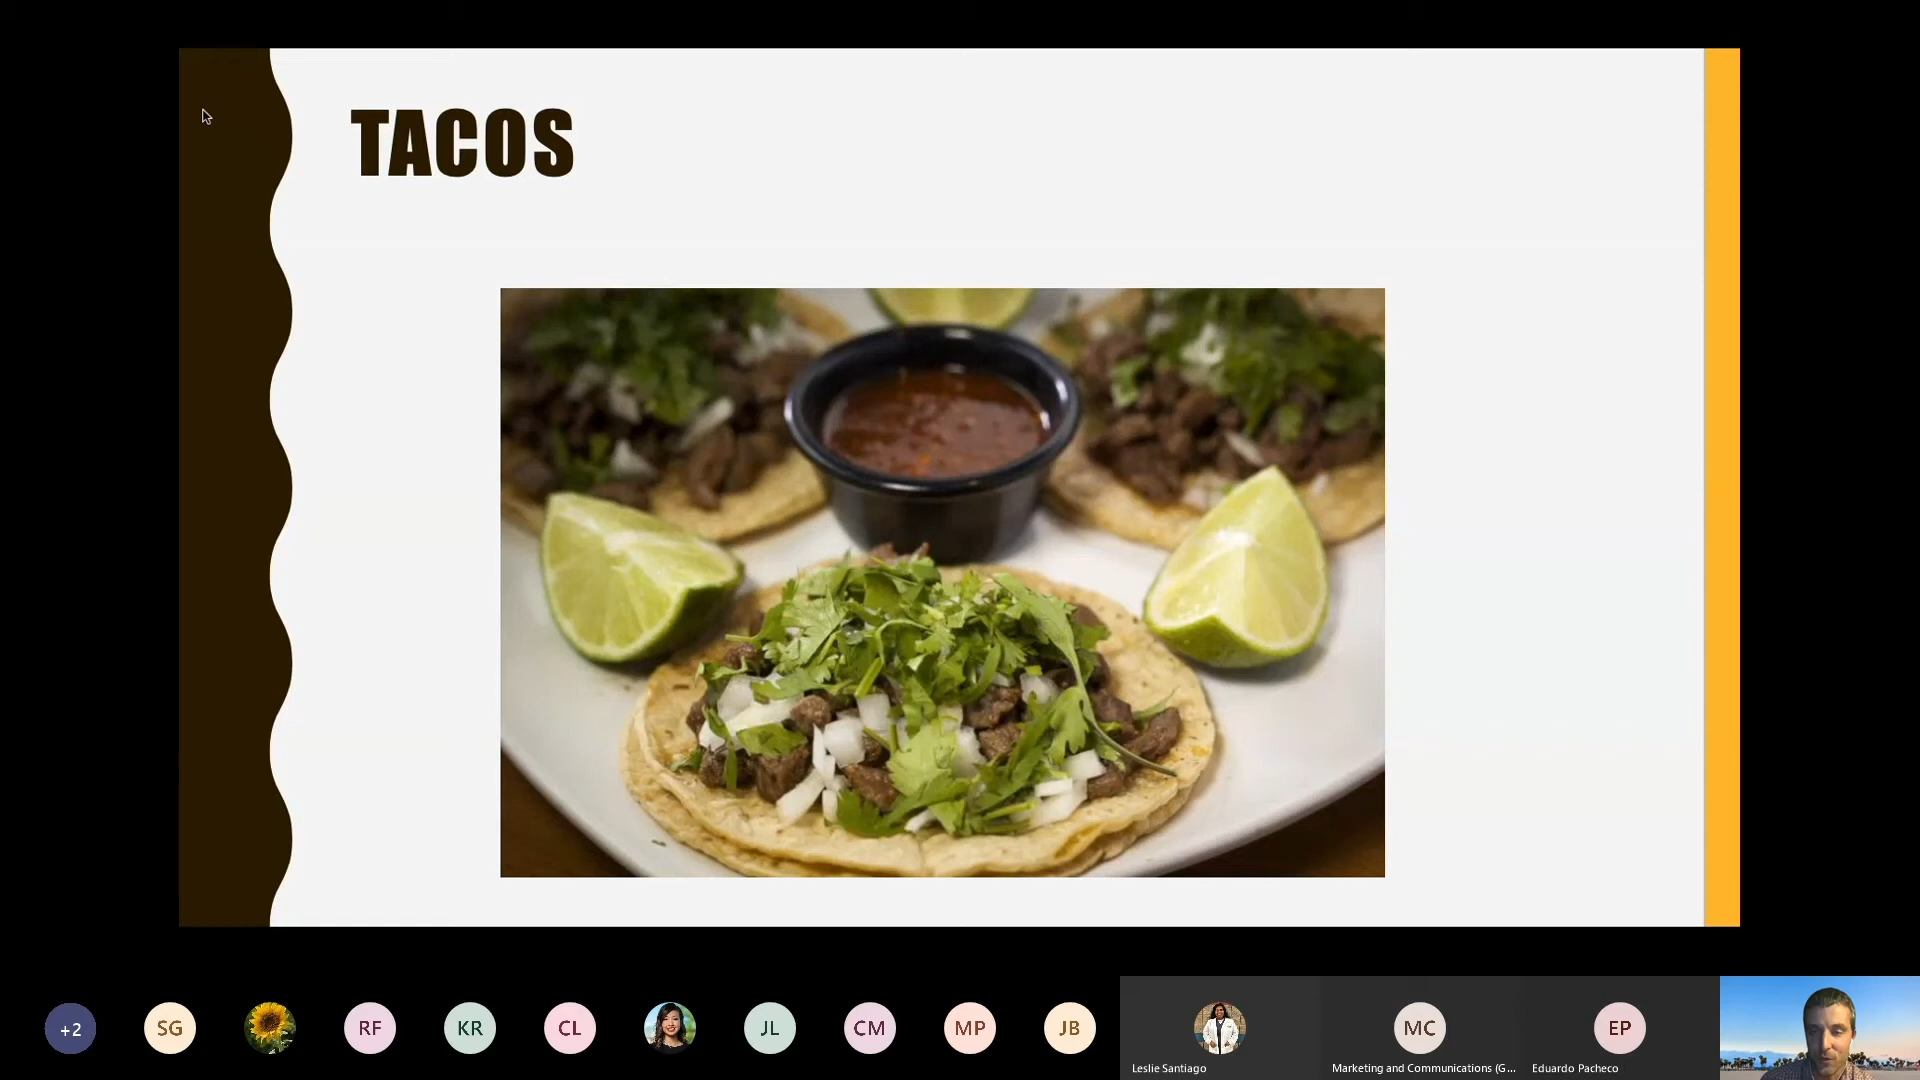 TACOS
+2
SG
RF
KR
CL
JL
CM
MP
JB
MC
EP
Leslie Santiago
Marketing and Communications (G...
Eduardo Pacheco